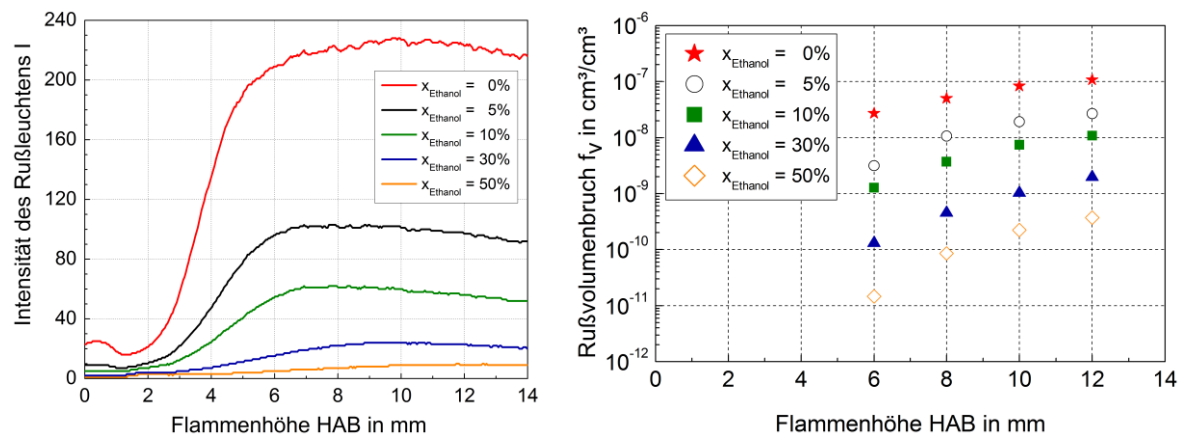 240
200
160
120
80
40
0
Intensität des Rußleuchtens I
x_Ethanol = 0%
x_Ethanol = 5%
x_Ethanol = 10%
x_Ethanol = 30%
x_Ethanol = 50%
0 2 4 6 8 10 12 14
Flammenhöhe HAB in mm
10⁻⁶
10⁻⁷
10⁻⁸
10⁻⁹
10⁻¹⁰
10⁻¹¹
10⁻¹²
Rußvolumenbruch f_V in cm³/cm³
x_Ethanol = 0%
x_Ethanol = 5%
x_Ethanol = 10%
x_Ethanol = 30%
x_Ethanol = 50%
0 2 4 6 8 10 12 14
Flammenhöhe HAB in mm